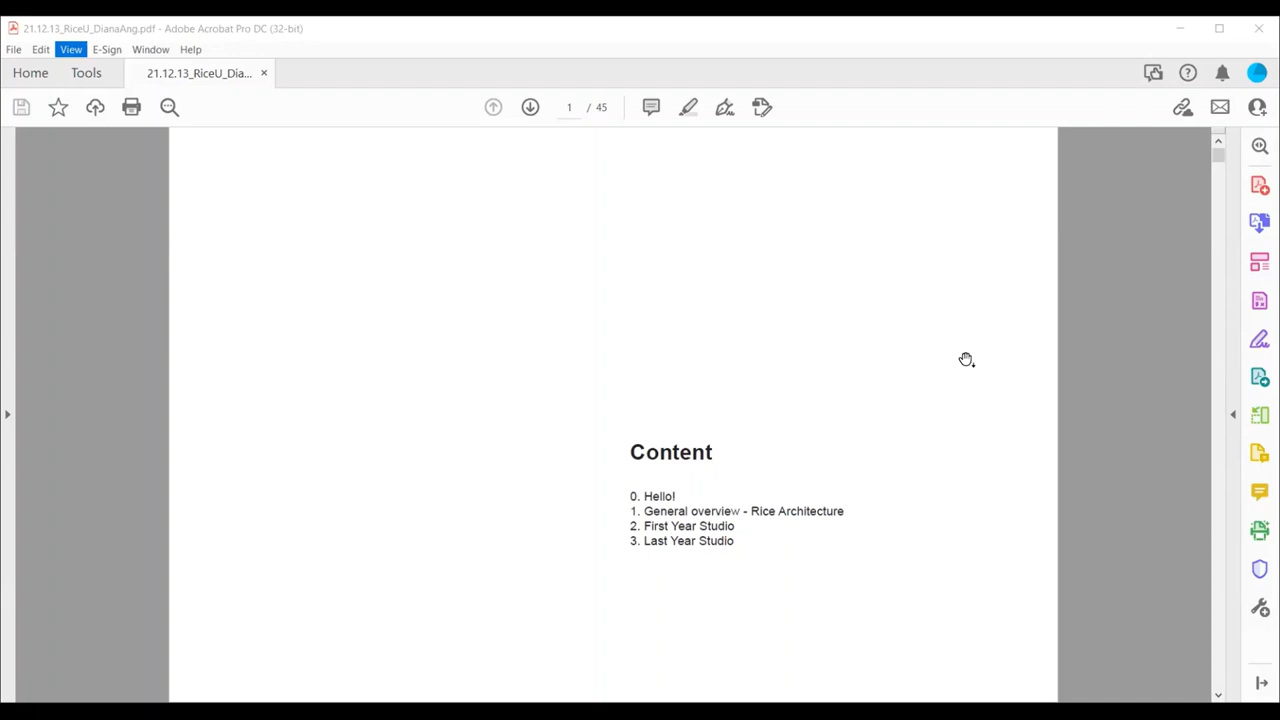 21.12.13_RiceU_DianaAng.pdf - Adobe Acrobat Pro DC (32-bit)
File Edit View E-Sign Window Help
Home Tools 21.12.13_RiceU_Dia... ×
1 / 45
Content
0. Hello!
1. General overview - Rice Architecture
2. First Year Studio
3. Last Year Studio